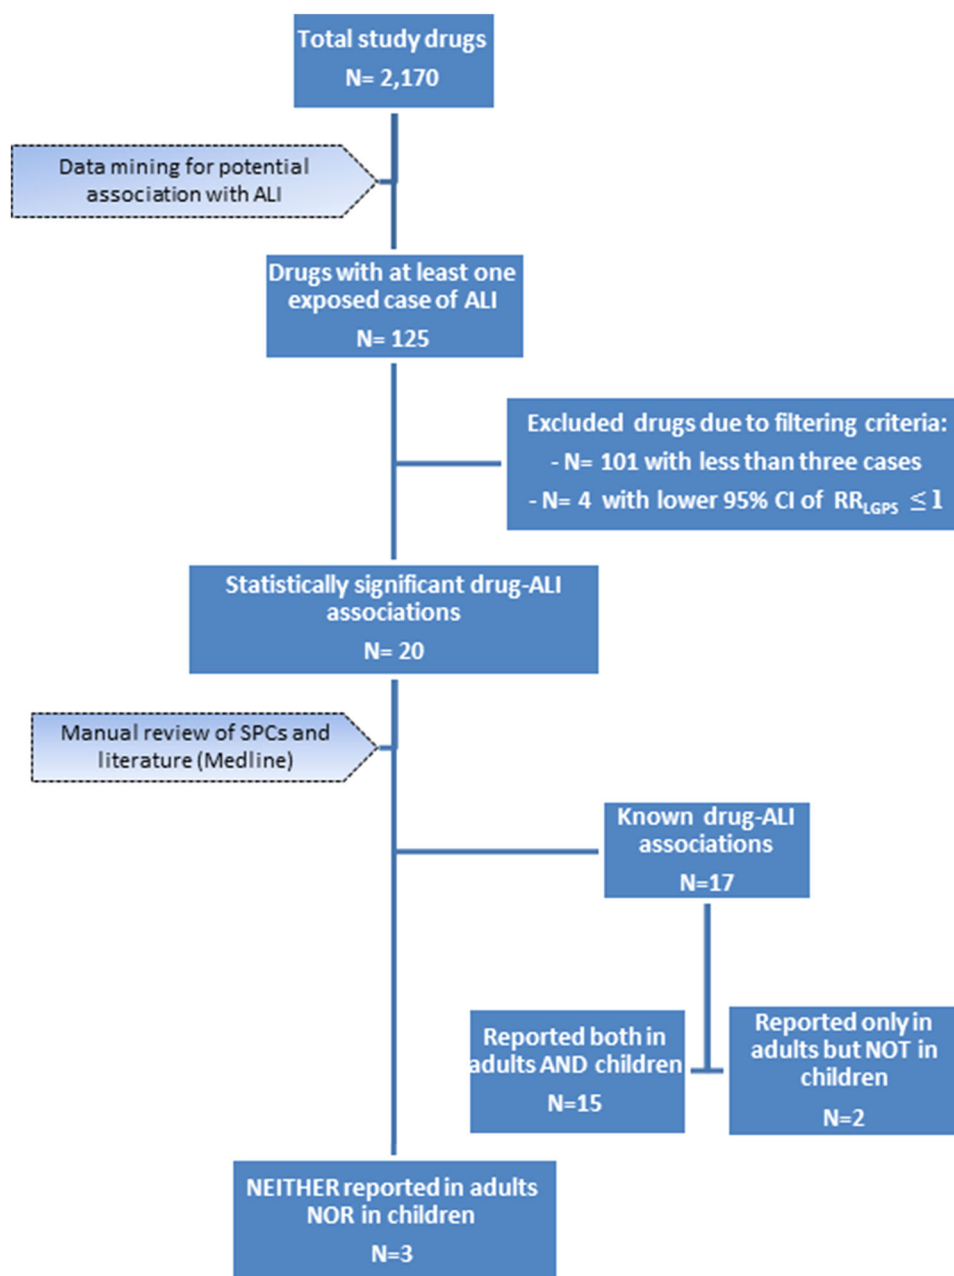 Total study drugs
N= 2,170
Data mining for potential
association with ALI
Drugs with at least one
exposed case of ALI
N= 125
Excluded drugs due to filtering criteria:
- N= 101 with less than three cases
- N= 4 with lower 95% CI of RR_LGPS ≤ 1
Statistically significant drug-ALI
associations
N= 20
Manual review of SPCs and
literature (Medline)
Known drug-ALI
associations
N=17
Reported both in
adults AND children
N=15
Reported only in
adults but NOT in
children
N=2
NEITHER reported in adults
NOR in children
N=3